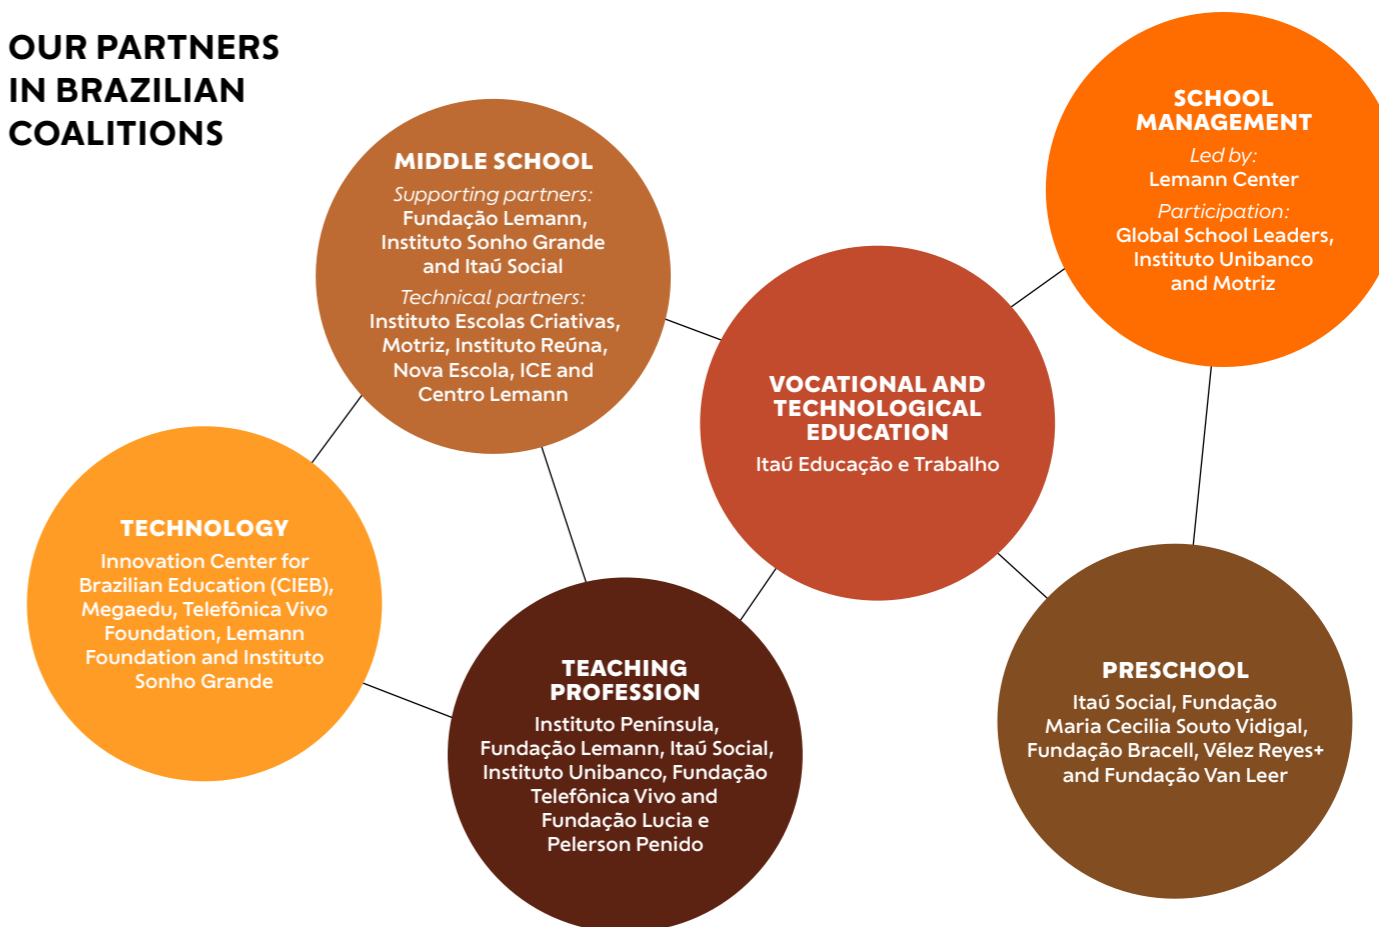 OUR PARTNERS
IN BRAZILIAN
COALITIONS
MIDDLE SCHOOL
Supporting partners:
Fundação Lemann,
Instituto Sonho Grande
and Itaú Social
Technical partners:
Instituto Escolas Criativas,
Motriz, Instituto Reúna,
Nova Escola, ICE and
Centro Lemann
SCHOOL
MANAGEMENT
Led by:
Lemann Center
Participation:
Global School Leaders,
Instituto Unibanco
and Motriz
VOCATIONAL AND
TECHNOLOGICAL
EDUCATION
Itaú Educação e Trabalho
TECHNOLOGY
Innovation Center for
Brazilian Education (CIEB),
Megaedu, Telefônica Vivo
Foundation, Lemann
Foundation and Instituto
Sonho Grande
TEACHING
PROFESSION
Instituto Península,
Fundação Lemann, Itaú Social,
Instituto Unibanco, Fundação
Telefônica Vivo and
Fundação Lucia e
Pelerson Penido
PRESCHOOL
Itaú Social, Fundação
Maria Cecilia Souto Vidigal,
Fundação Bracell, Vélez Reyes+
and Fundação Van Leer